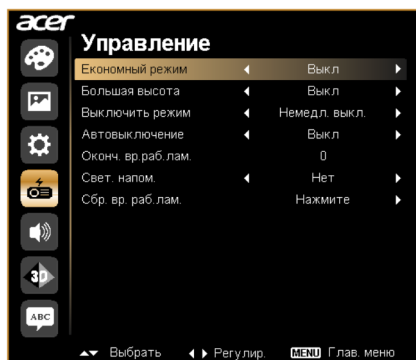 acer
Управление
Економный режим Выкл
Большая высота Выкл
Выключить режим Немедл. выкл.
Автовыключение Выкл
Оконч. вр.раб.лам. 0
Свет. напом. Нет
Сбр. вр. раб.лам. Нажмите
3D
ABC
Выбрать Регулир. MENU Глав. меню